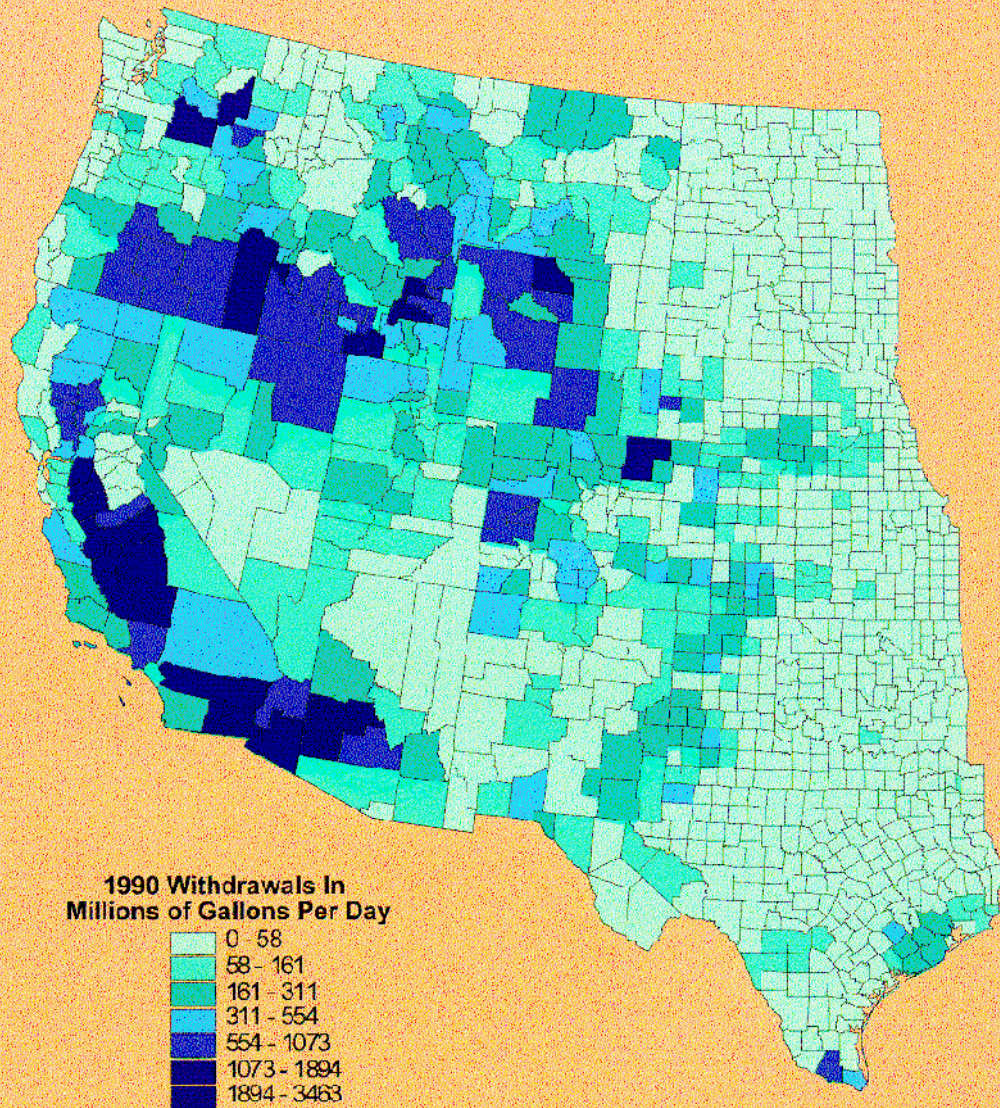 1990 Withdrawals In
Millions of Gallons Per Day
0 - 58
58 - 161
161 - 311
311 - 554
554 - 1073
1073 - 1894
1894 - 3463